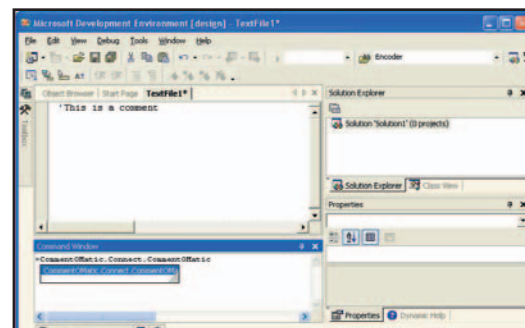 Microsoft Development Environment [design] - TextFile1*
File Edit View Debug Tools Window Help
Encoder
Object Browser Start Page TextFile1*
'This is a comment
Toolbox
Solution Explorer
Solution 'Solution1' (0 projects)
Solution Explorer Class View
Properties
Command Window
>CommentOMatic.Connect.CommentOMatic
CommentOMatic.Connect.CommentOMa
Properties Dynamic Help